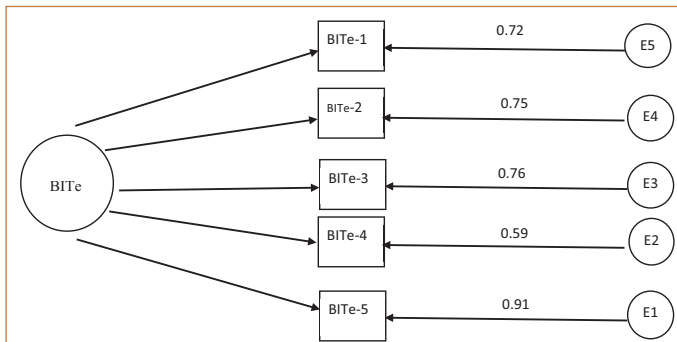 BITe-1 0.72 E5
BITe-2 0.75 E4
BITe BITe-3 0.76 E3
BITe-4 0.59 E2
BITe-5 0.91 E1